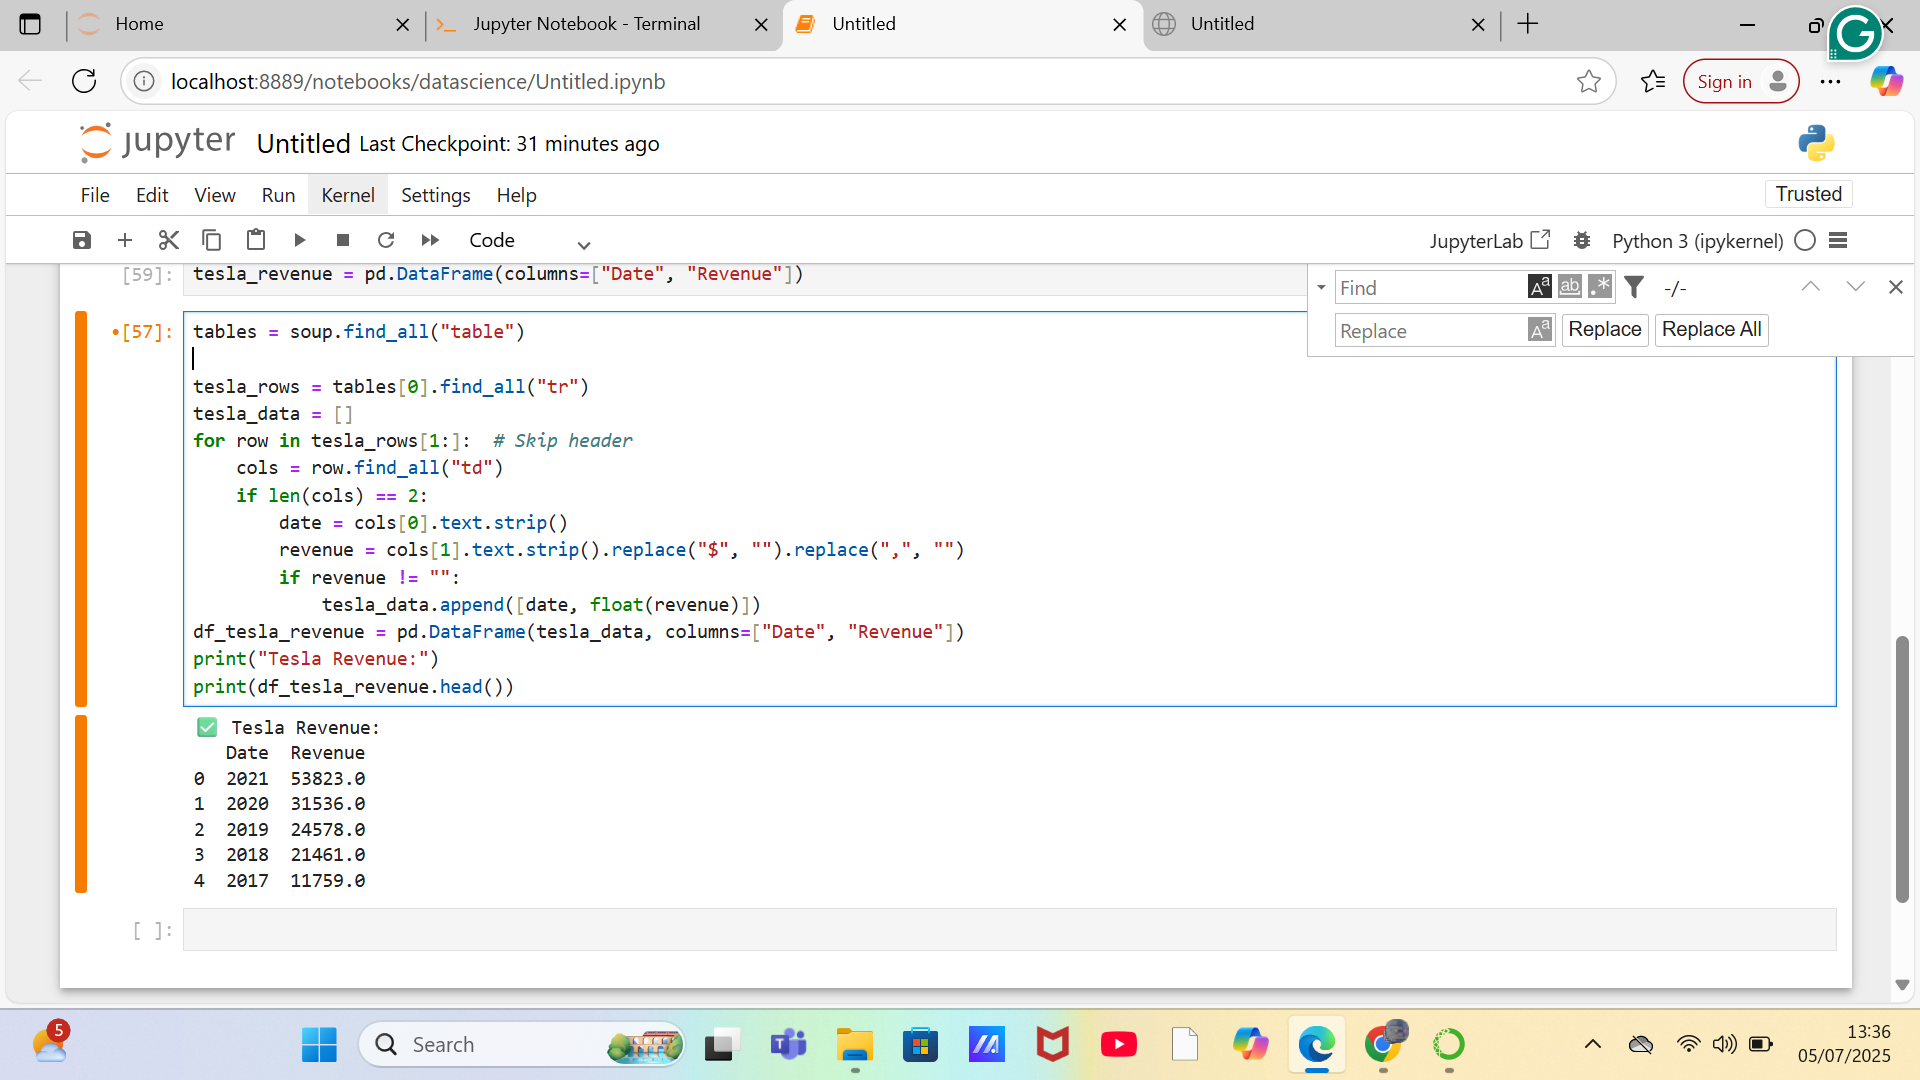 Home
Jupyter Notebook - Terminal
Untitled
Untitled
G
localhost:8889/notebooks/datascience/Untitled.ipynb
Sign in
jupyter Untitled Last Checkpoint: 31 minutes ago
File Edit View Run Kernel Settings Help
Trusted
Code
JupyterLab
Python 3 (ipykernel)
[59]: tesla_revenue = pd.DataFrame(columns=["Date", "Revenue"])
Find Aa ab .* -/-
Replace Aa Replace Replace All
•[57]: tables = soup.find_all("table")
tesla_rows = tables[0].find_all("tr")
tesla_data = []
for row in tesla_rows[1:]:  # Skip header
    cols = row.find_all("td")
    if len(cols) == 2:
        date = cols[0].text.strip()
        revenue = cols[1].text.strip().replace("$", "").replace(",", "")
        if revenue != "":
            tesla_data.append([date, float(revenue)])
df_tesla_revenue = pd.DataFrame(tesla_data, columns=["Date", "Revenue"])
print("Tesla Revenue:")
print(df_tesla_revenue.head())
✅ Tesla Revenue:
   Date  Revenue
0  2021  53823.0
1  2020  31536.0
2  2019  24578.0
3  2018  21461.0
4  2017  11759.0
[ ]:
5
Search
T
13:36
05/07/2025